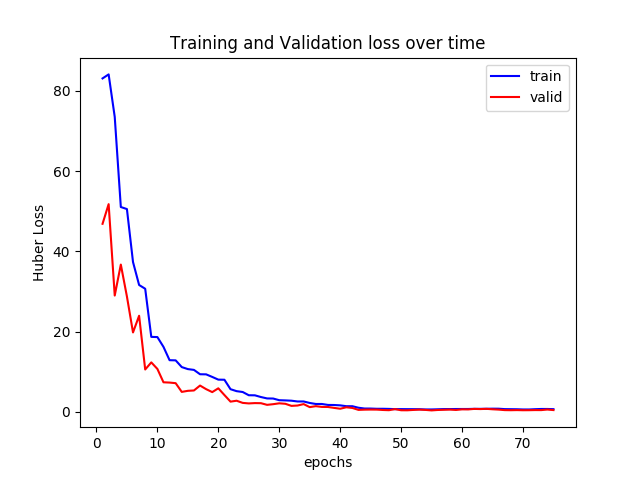 Training and Validation loss over time
train
valid
80
60
40
20
0
Huber Loss
0 10 20 30 40 50 60 70
epochs